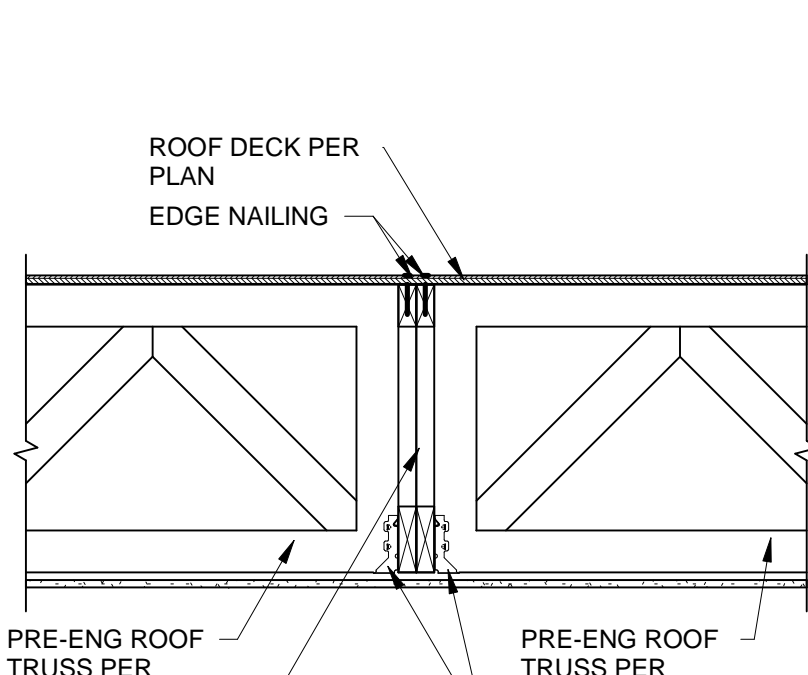 ROOF DECK PER
PLAN
EDGE NAILING
PRE-ENG ROOF
TRUSS PER
PRE-ENG ROOF
TRUSS PER